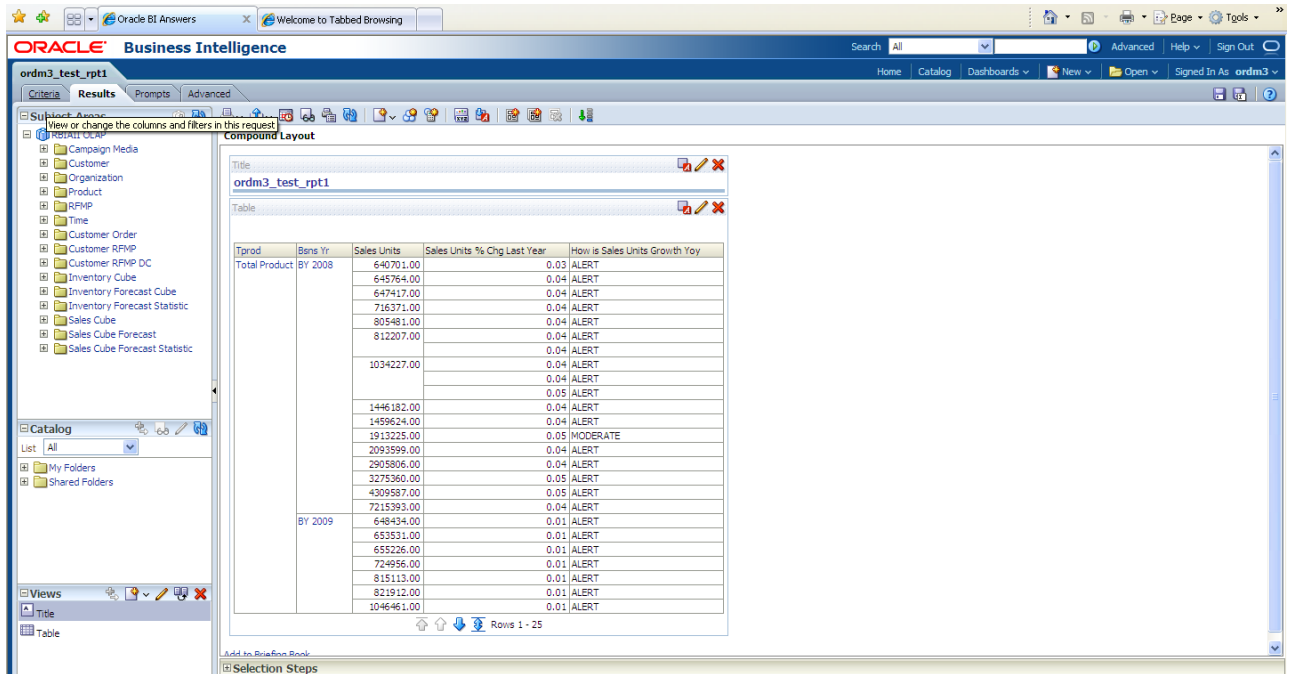 Oracle BI Answers X Welcome to Tabbed Browsing
Page Tools »
ORACLE Business Intelligence
Search All Advanced Help Sign Out
ordm3_test_rpt1
Home Catalog Dashboards New Open Signed In As ordm3
Criteria Results Prompts Advanced
Subject Areas
View or change the columns and filters in this request
RBIAII OLAP
Campaign Media
Customer
Organization
Product
RFMP
Time
Customer Order
Customer RFMP
Customer RFMP DC
Inventory Cube
Inventory Forecast Cube
Inventory Forecast Statistic
Sales Cube
Sales Cube Forecast
Sales Cube Forecast Statistic
Catalog
List All
My Folders
Shared Folders
Views
Title
Table
Compound Layout
Title
ordm3_test_rpt1
Table
Tprod Bsns Yr Sales Units Sales Units % Chg Last Year How is Sales Units Growth Yoy
Total Product BY 2008 640701.00 0.03 ALERT
645764.00 0.04 ALERT
647417.00 0.04 ALERT
716371.00 0.04 ALERT
805481.00 0.04 ALERT
812207.00 0.04 ALERT
0.04 ALERT
1034227.00 0.04 ALERT
0.04 ALERT
0.05 ALERT
1446182.00 0.04 ALERT
1459624.00 0.04 ALERT
1913225.00 0.05 MODERATE
2093599.00 0.04 ALERT
2905806.00 0.04 ALERT
3275360.00 0.05 ALERT
4309587.00 0.05 ALERT
7215393.00 0.04 ALERT
BY 2009 648434.00 0.01 ALERT
653531.00 0.01 ALERT
655226.00 0.01 ALERT
724956.00 0.01 ALERT
815113.00 0.01 ALERT
821912.00 0.01 ALERT
1046461.00 0.01 ALERT
Rows 1 - 25
Add to Briefing Book
Selection Steps